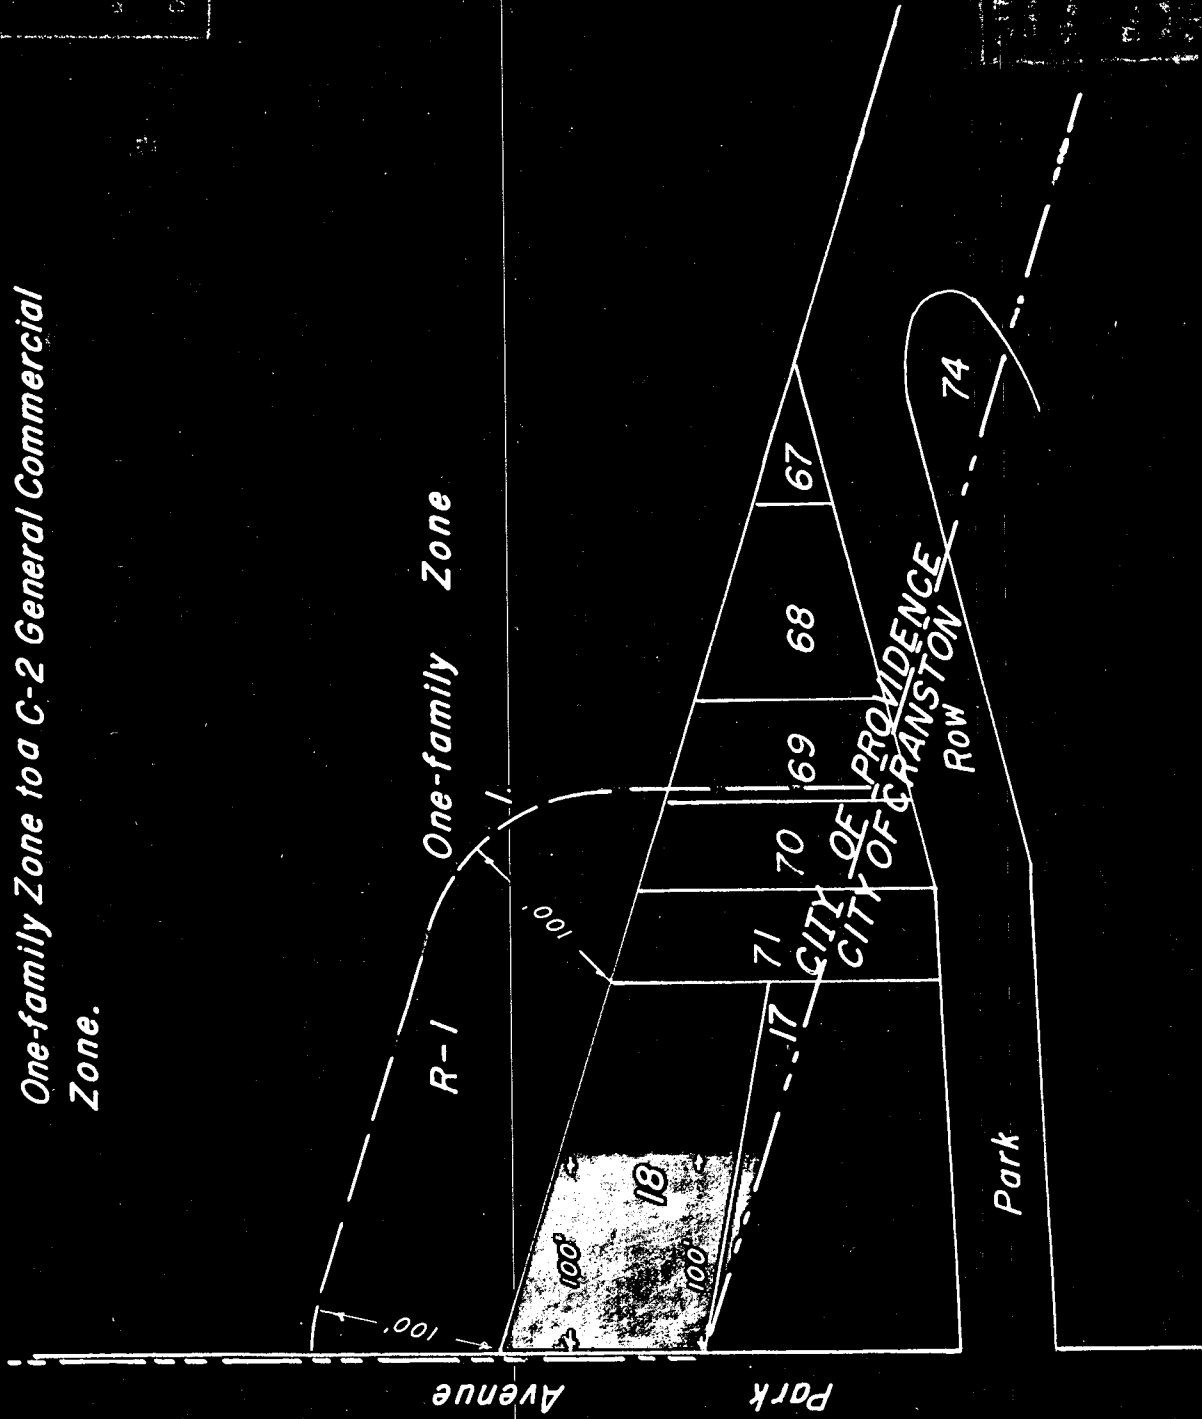 One-family Zone to a C-2 General Commercial
Zone.
R-1 One-family Zone
100'
100'
100'
100'
18
17
71
70
69
68
67
74
CITY OF PROVIDENCE
CITY OF CRANSTON
Park Row
Park Avenue